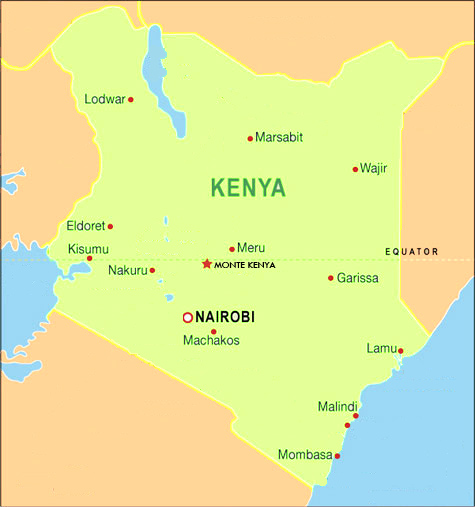 Lodwar
Marsabit
Wajir
KENYA
Eldoret
Meru
Kisumu
EQUATOR
MONTE KENYA
Nakuru
Garissa
NAIROBI
Machakos
Lamu
Malindi
Mombasa